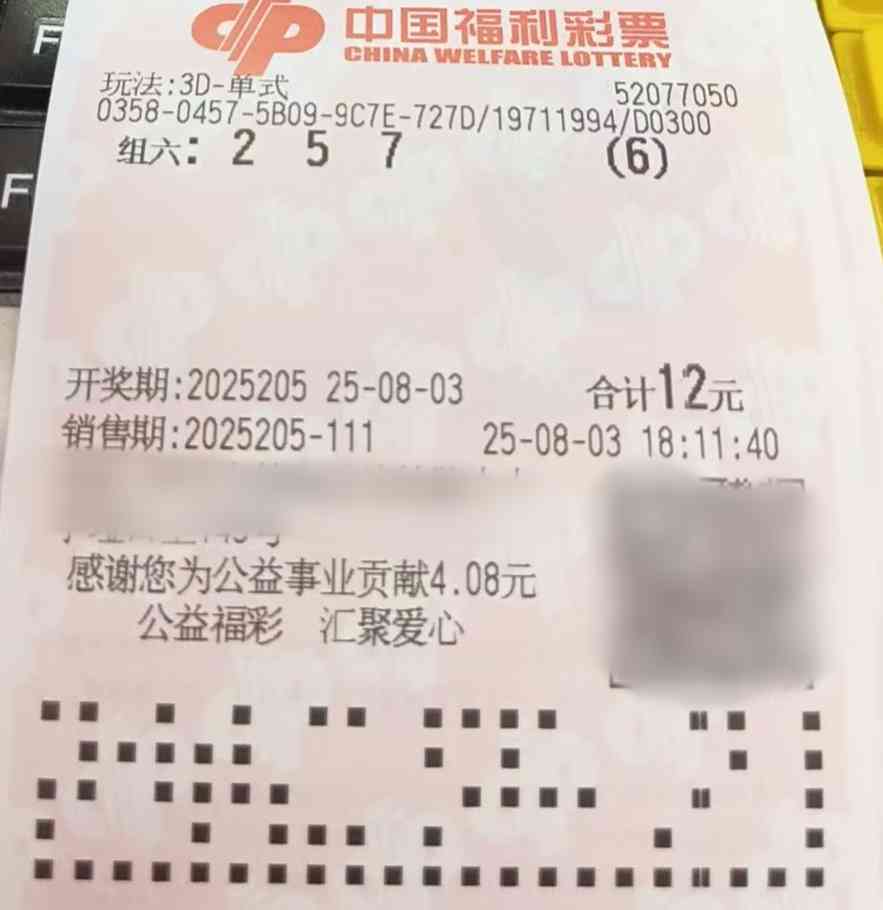 中国福利彩票
CHINA WELFARE LOTTERY
玩法:3D-单式 52077050
0358-0457-5B09-9C7E-727D/19711994/D0300
组六: 2 5 7 (6)
开奖期:2025205 25-08-03 合计12元
销售期:2025205-111 25-08-03 18:11:40
感谢您为公益事业贡献4.08元
公益福彩 汇聚爱心
F
F